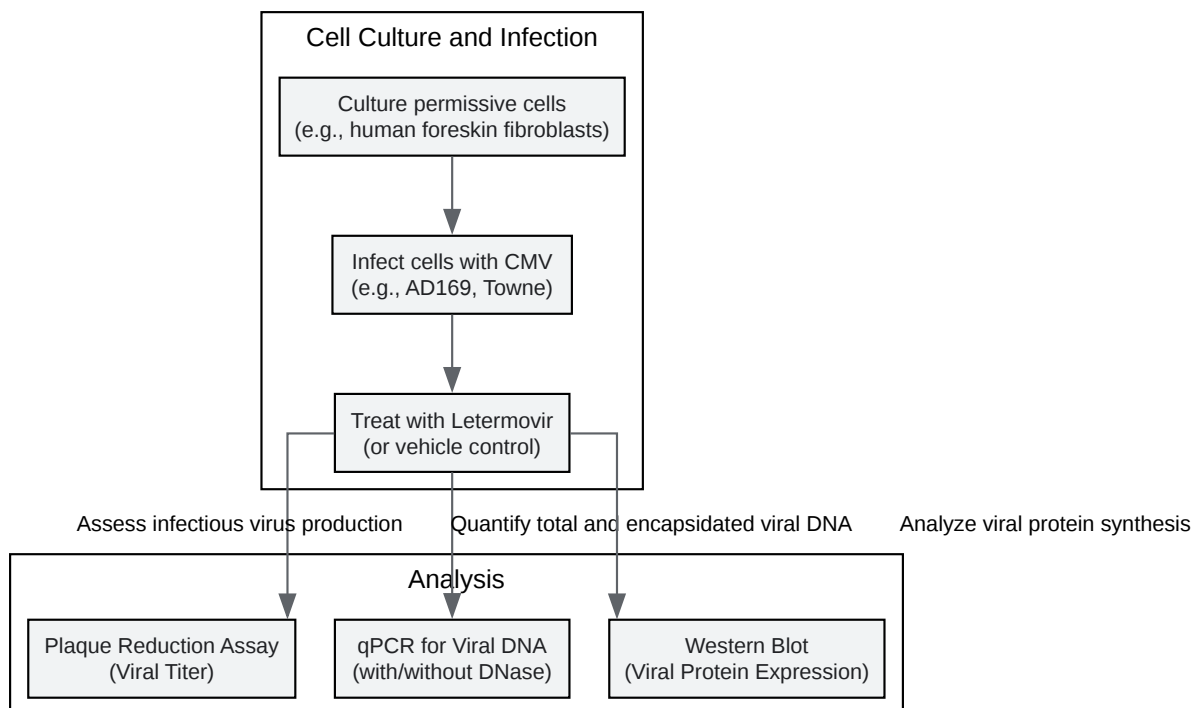 Cell Culture and Infection
Culture permissive cells
(e.g., human foreskin fibroblasts)
Infect cells with CMV
(e.g., AD169, Towne)
Treat with Letermovir
(or vehicle control)
Assess infectious virus production
Quantify total and encapsidated viral DNA
Analyze viral protein synthesis
Analysis
Plaque Reduction Assay
(Viral Titer)
qPCR for Viral DNA
(with/without DNase)
Western Blot
(Viral Protein Expression)